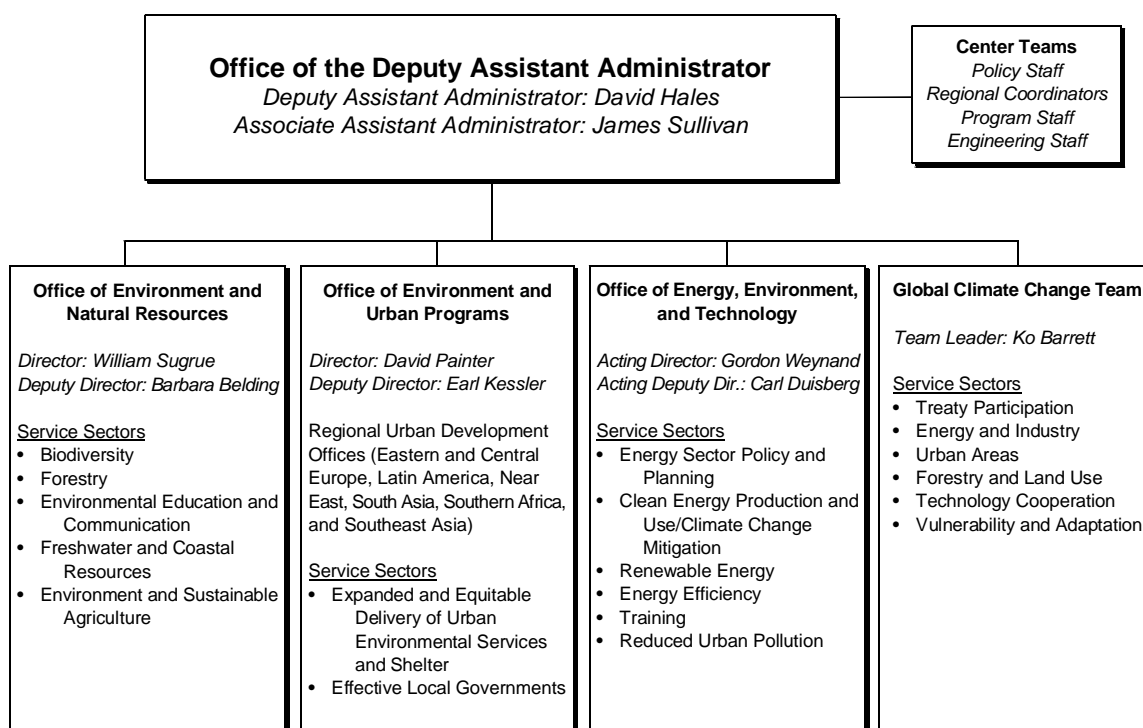 Office of the Deputy Assistant Administrator
Deputy Assistant Administrator: David Hales
Associate Assistant Administrator: James Sullivan
Center Teams
Policy Staff
Regional Coordinators
Program Staff
Engineering Staff
Office of Environment and
Natural Resources
Director: William Sugrue
Deputy Director: Barbara Belding
Service Sectors
• Biodiversity
• Forestry
• Environmental Education and
Communication
• Freshwater and Coastal
Resources
• Environment and Sustainable
Agriculture
Office of Environment and
Urban Programs
Director: David Painter
Deputy Director: Earl Kessler
Regional Urban Development
Offices (Eastern and Central
Europe, Latin America, Near
East, South Asia, Southern Africa,
and Southeast Asia)
Service Sectors
• Expanded and Equitable
Delivery of Urban
Environmental Services
and Shelter
• Effective Local Governments
Office of Energy, Environment,
and Technology
Acting Director: Gordon Weynand
Acting Deputy Dir.: Carl Duisberg
Service Sectors
• Energy Sector Policy and
Planning
• Clean Energy Production and
Use/Climate Change
Mitigation
• Renewable Energy
• Energy Efficiency
• Training
• Reduced Urban Pollution
Global Climate Change Team
Team Leader: Ko Barrett
Service Sectors
• Treaty Participation
• Energy and Industry
• Urban Areas
• Forestry and Land Use
• Technology Cooperation
• Vulnerability and Adaptation